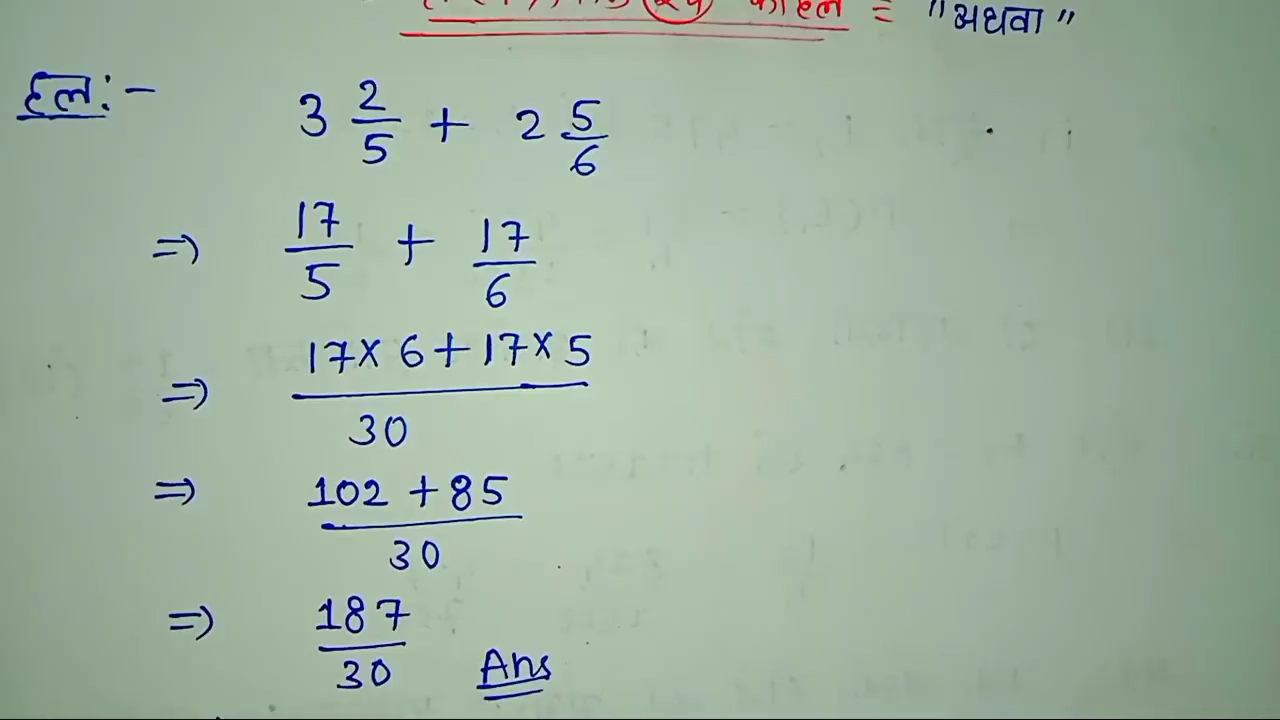 का हल = "अथवा"
हल :-
3 2/5 + 2 5/6
=> 17/5 + 17/6
=> 17 × 6 + 17 × 5 / 30
=> 102 + 85 / 30
=> 187/30 Ans